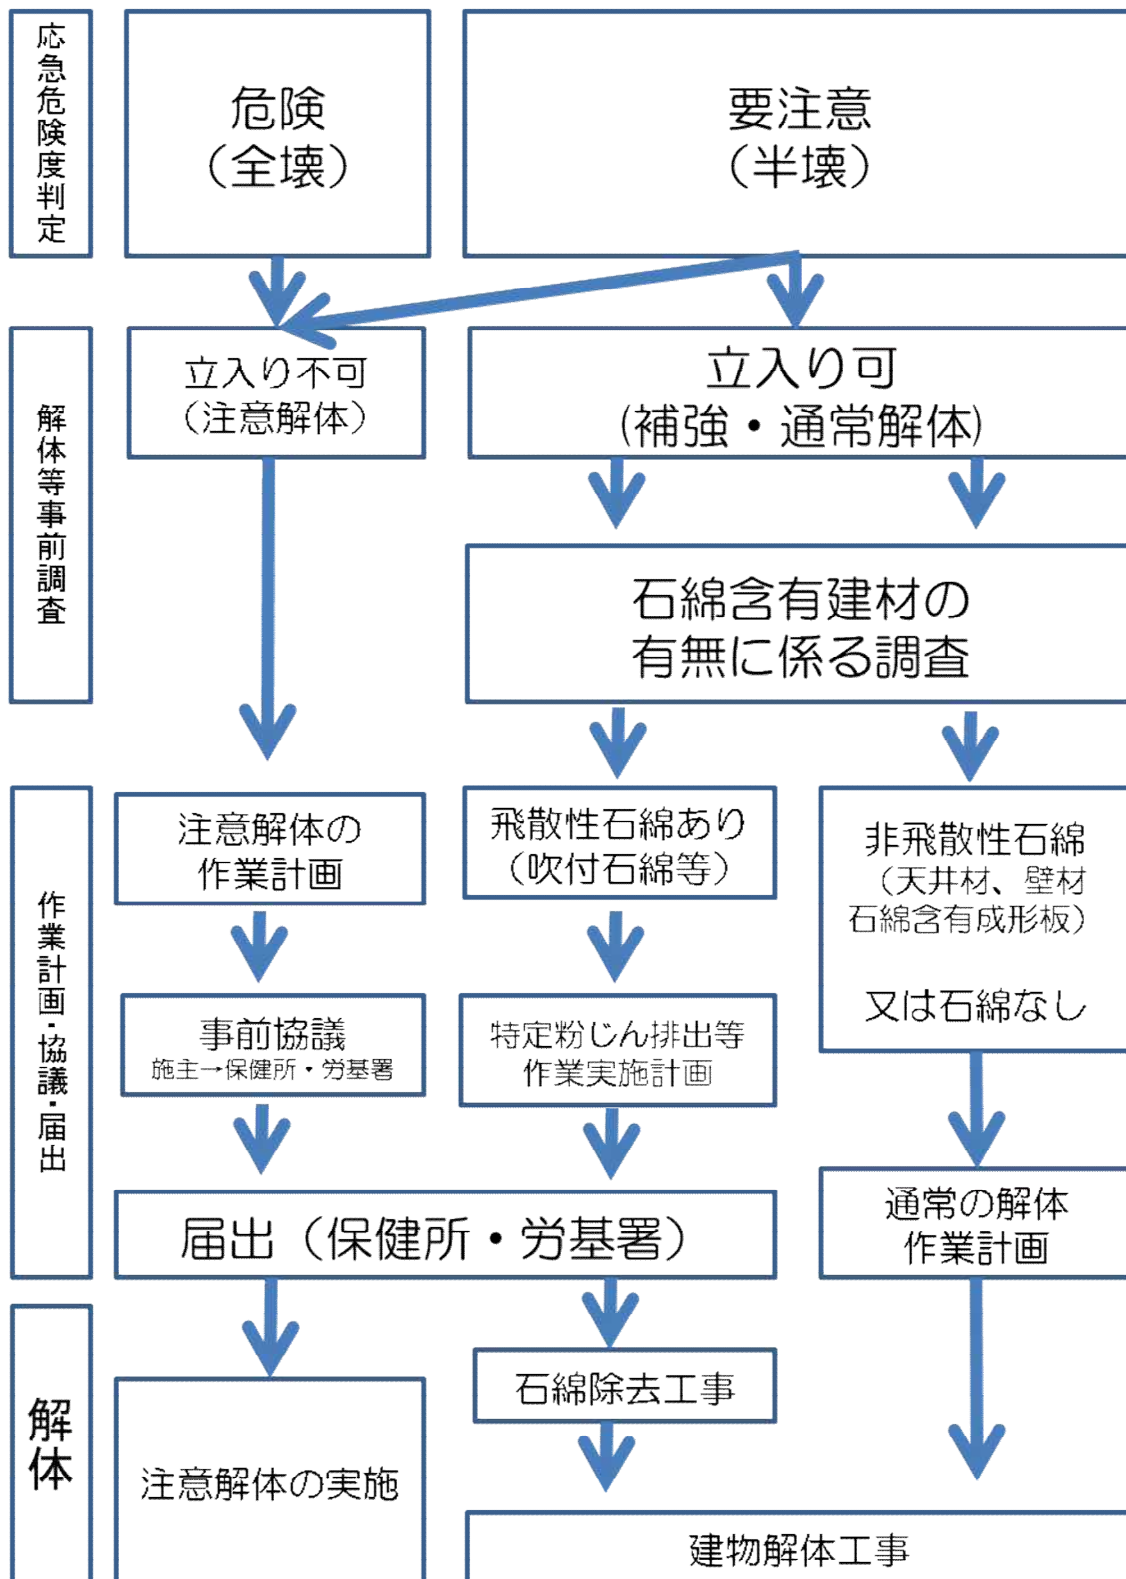 応急危険度判定
危険
（全壊）
要注意
（半壊）
解体等事前調査
立入り不可
（注意解体）
立入り可
(補強・通常解体)
石綿含有建材の
有無に係る調査
作業計画・協議・届出
注意解体の
作業計画
飛散性石綿あり
（吹付石綿等）
非飛散性石綿
（天井材、壁材
石綿含有成形板）
又は石綿なし
事前協議
施主→保健所・労基署
特定粉じん排出等
作業実施計画
届出（保健所・労基署）
通常の解体
作業計画
解体
石綿除去工事
注意解体の実施
建物解体工事